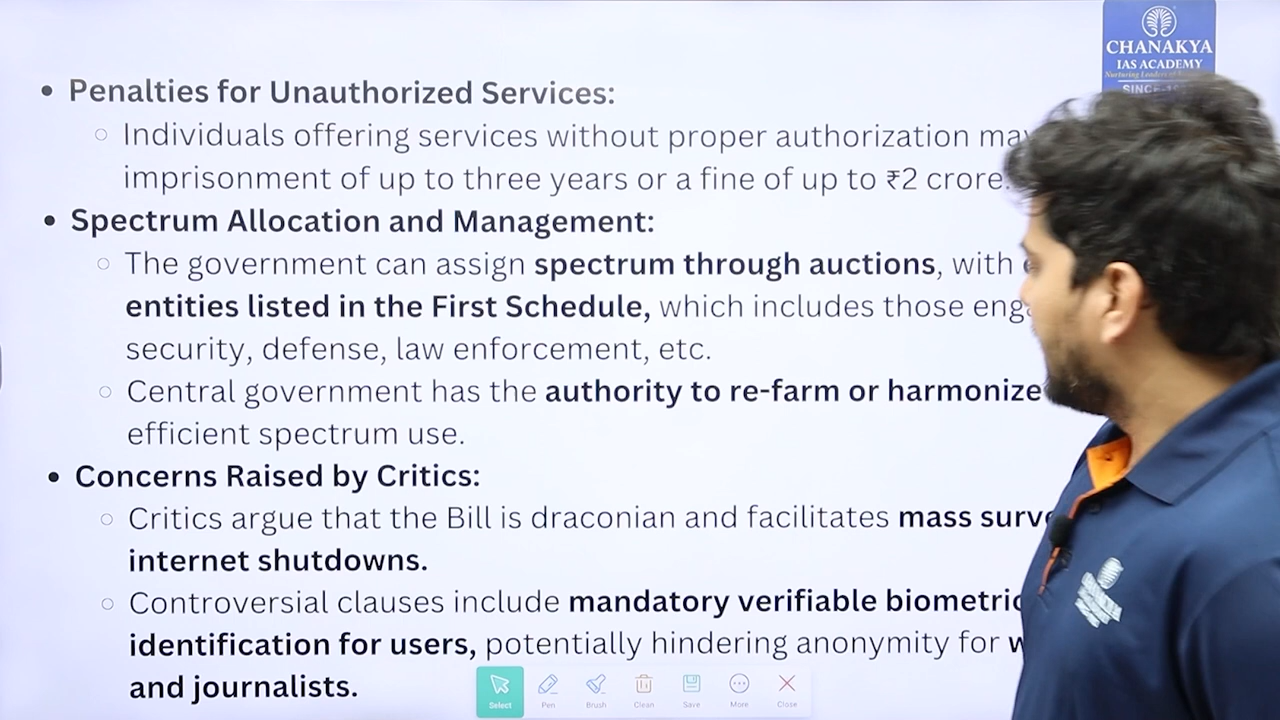 CHANAKYA
IAS ACADEMY
Nurturing Leaders of
• Penalties for Unauthorized Services:
○ Individuals offering services without proper authorization may
imprisonment of up to three years or a fine of up to ₹2 crore.
• Spectrum Allocation and Management:
○ The government can assign spectrum through auctions, with
entities listed in the First Schedule, which includes those
security, defense, law enforcement, etc.
○ Central government has the authority to re-farm or harmonize
efficient spectrum use.
• Concerns Raised by Critics:
○ Critics argue that the Bill is draconian and facilitates mass
internet shutdowns.
○ Controversial clauses include mandatory verifiable biometric
identification for users, potentially hindering anonymity for
and journalists.
Select Pen Brush Clean Save More Close